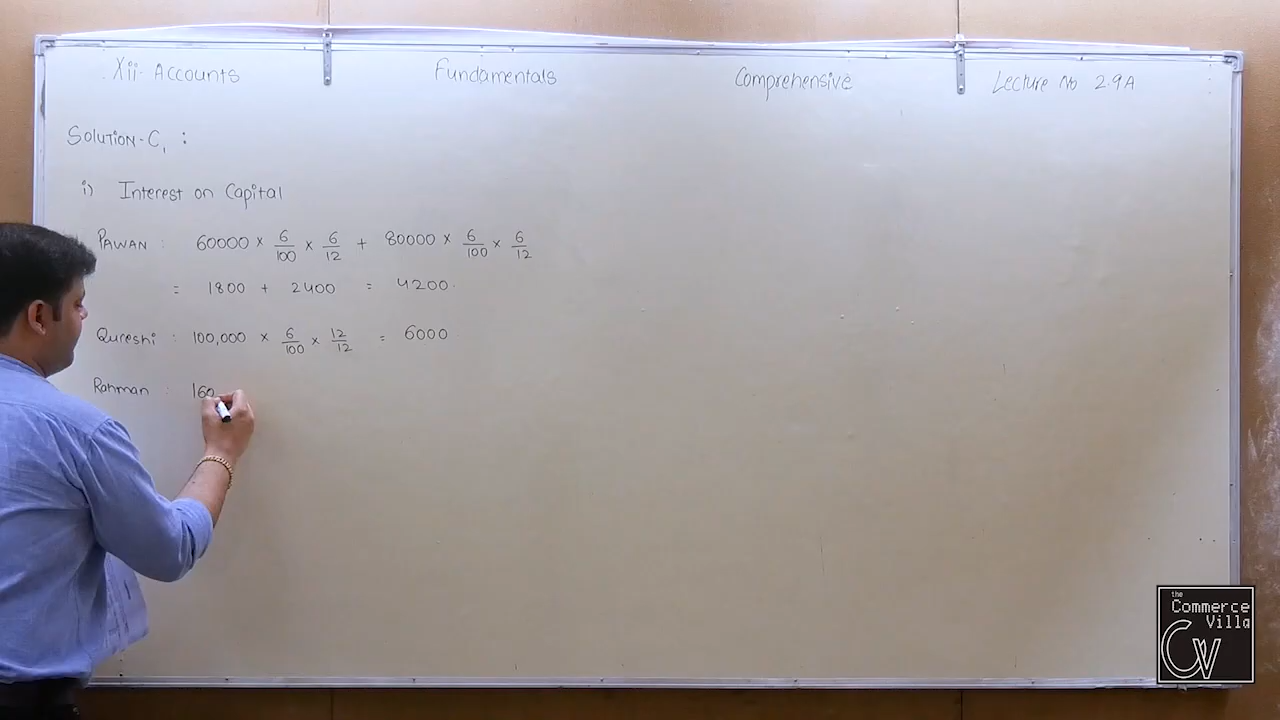 Xii- Accounts Fundamentals Comprehensive Lecture No 2.9A
Solution-C₁ :
i) Interest on Capital
Pawan : 60000 × 6/100 × 6/12 + 80000 × 6/100 × 6/12
= 1800 + 2400 = 4200.
Qureshi : 100,000 × 6/100 × 12/12 = 6000
Rahman : 160
the
Commerce
Villa
CV